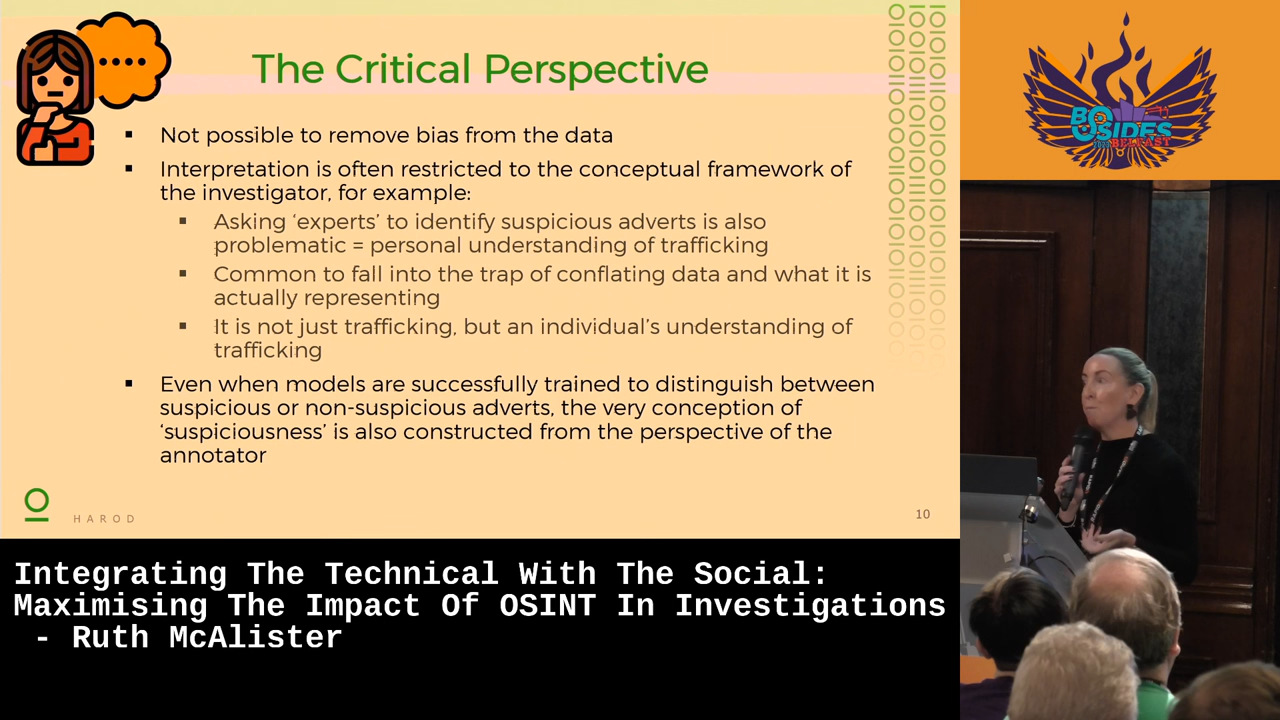 The Critical Perspective
Not possible to remove bias from the data
Interpretation is often restricted to the conceptual framework of
the investigator, for example:
Asking ‘experts’ to identify suspicious adverts is also
problematic = personal understanding of trafficking
Common to fall into the trap of conflating data and what it is
actually representing
It is not just trafficking, but an individual’s understanding of
trafficking
Even when models are successfully trained to distinguish between
suspicious or non-suspicious adverts, the very conception of
‘suspiciousness’ is also constructed from the perspective of the
annotator
HAROD
10
BSIDES
BELFAST
Integrating The Technical With The Social:
Maximising The Impact Of OSINT In Investigations
- Ruth McAlister